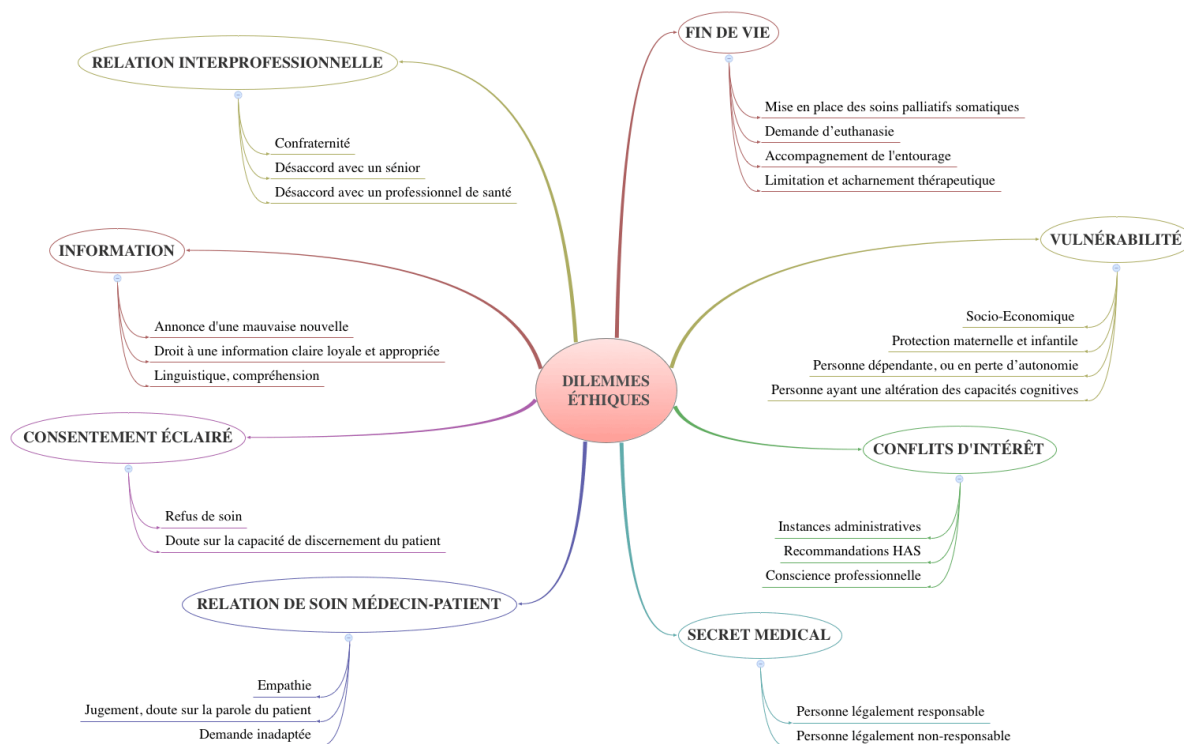 FIN DE VIE
Mise en place des soins palliatifs somatiques
Demande d’euthanasie
Accompagnement de l'entourage
Limitation et acharnement thérapeutique
RELATION INTERPROFESSIONNELLE
Confraternité
Désaccord avec un sénior
Désaccord avec un professionnel de santé
VULNÉRABILITÉ
Socio-Economique
Protection maternelle et infantile
Personne dépendante, ou en perte d’autonomie
Personne ayant une altération des capacités cognitives
INFORMATION
Annonce d'une mauvaise nouvelle
Droit à une information claire loyale et appropriée
Linguistique, compréhension
DILEMMES
ÉTHIQUES
CONSENTEMENT ÉCLAIRÉ
Refus de soin
Doute sur la capacité de discernement du patient
CONFLITS D'INTÉRÊT
Instances administratives
Recommandations HAS
Conscience professionnelle
RELATION DE SOIN MÉDECIN-PATIENT
Empathie
Jugement, doute sur la parole du patient
Demande inadaptée
SECRET MEDICAL
Personne légalement responsable
Personne légalement non-responsable